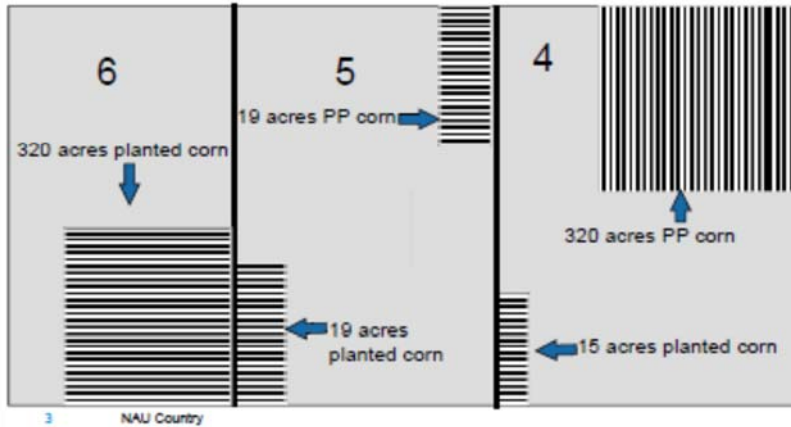 6
5
4
19 acres PP corn
320 acres planted corn
320 acres PP corn
19 acres
planted corn
15 acres planted corn
3
NAU Country